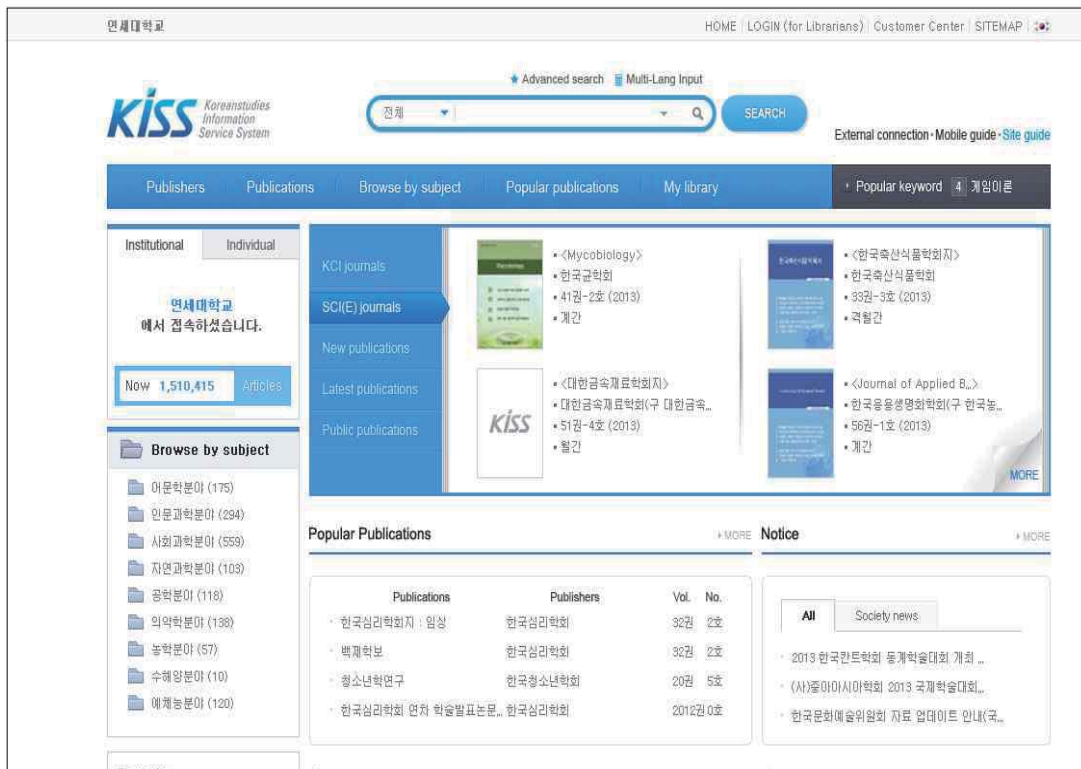 연세대학교
HOME LOGIN (for Librarians) Customer Center SITEMAP
Advanced search Multi-Lang Input
KISS Koreanstudies Information Service System
전체
SEARCH
External connection · Mobile guide · Site guide
Publishers Publications Browse by subject Popular publications My library
Popular keyword 4 게임이론
Institutional Individual
연세대학교
에서 접속하셨습니다.
Now 1,510,415 Articles
KCI journals
SCI(E) journals
New publications
Latest publications
Public publications
<Mycobiology>
한국균학회
41권-2호 (2013)
계간
<한국축산식품학회지>
한국축산식품학회
33권-3호 (2013)
격월간
KISS
<대한금속재료학회지>
대한금속재료학회(구 대한금속...
51권-4호 (2013)
월간
<Journal of Applied B...>
한국응용생명화학회(구 한국농...
56권-1호 (2013)
계간
MORE
Browse by subject
어문학분야 (175)
인문과학분야 (294)
사회과학분야 (559)
자연과학분야 (103)
공학분야 (118)
의약학분야 (138)
농학분야 (57)
수해양분야 (10)
예체능분야 (120)
Popular Publications MORE
Publications Publishers Vol. No.
한국심리학회지 : 임상 한국심리학회 32권 2호
백제학보 한국심리학회 32권 2호
청소년학연구 한국청소년학회 20권 5호
한국심리학회 연차 학술발표논문... 한국심리학회 2012권 0호
Notice MORE
All Society news
2013 한국칸트학회 동계학술대회 개최 ...
(사)중아아시아학회 2013 국제학술대회...
한국문화예술위원회 자료 업데이트 안내(국...